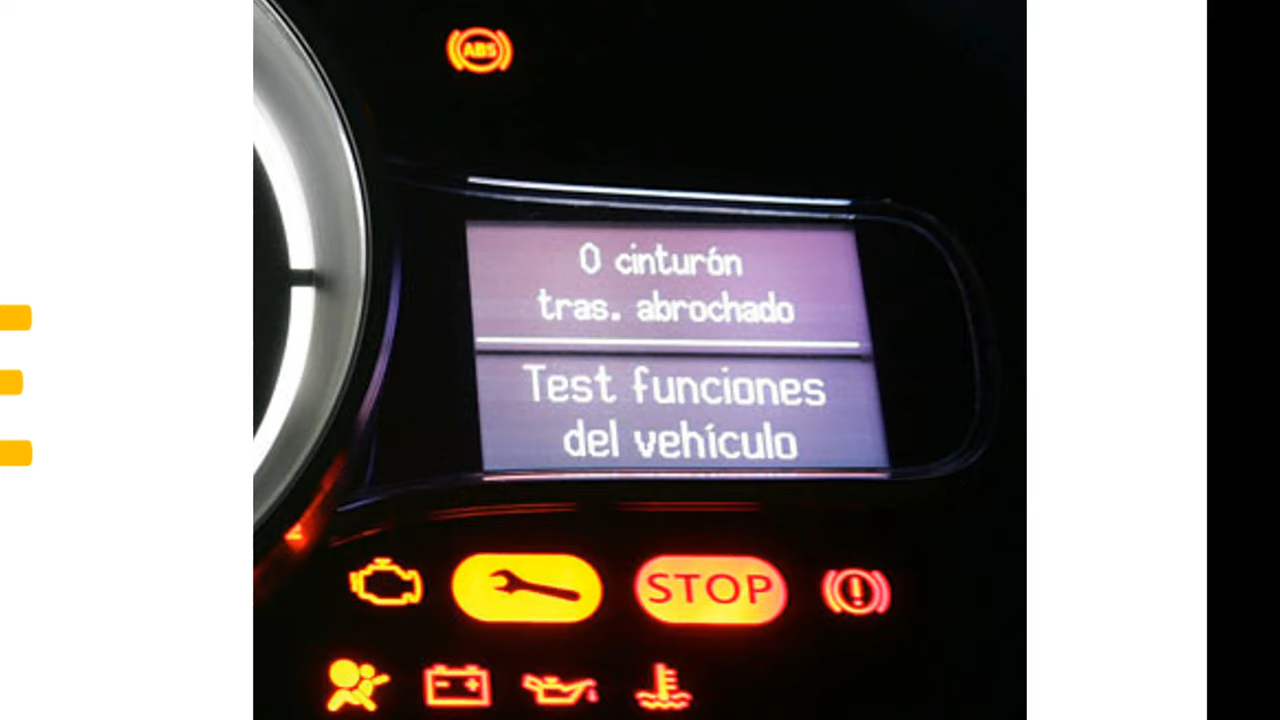 ABS
0 cinturón
tras. abrochado
Test funciones
del vehículo
STOP